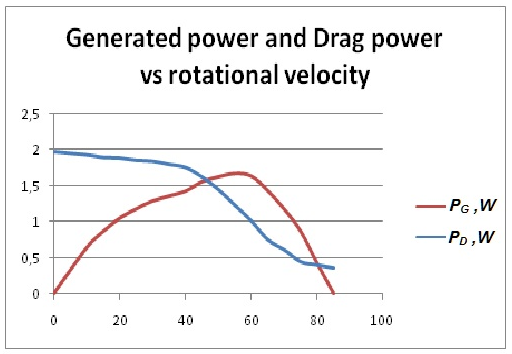 Generated power and Drag power
vs rotational velocity
2,5
2
1,5
1
0,5
0
0 20 40 60 80 100
PG ,W
PD ,W